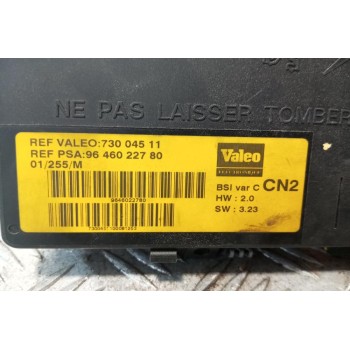 NE PAS LAISSER TOMBER
REF VALEO:730 045 11
REF PSA:96 460 227 80
01/255/M
Valeo
BSI var C CN2
HW : 2.0
SW : 3.23
9646022780